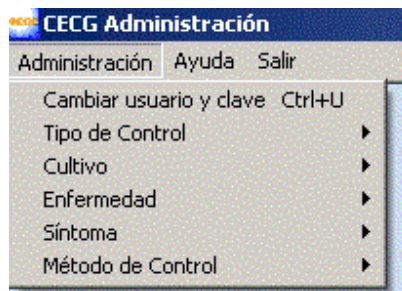 CECG Administración
Administración Ayuda Salir
Cambiar usuario y clave Ctrl+U
Tipo de Control
Cultivo
Enfermedad
Síntoma
Método de Control